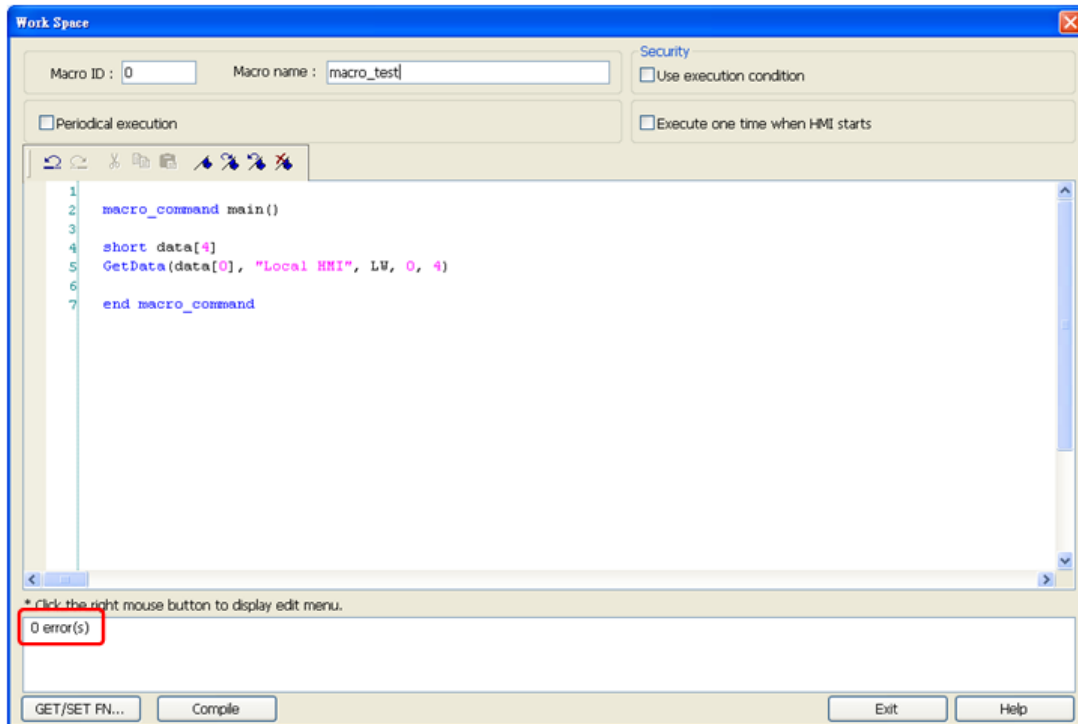 Work Space
Macro ID : 0 Macro name : macro_test
Security
Use execution condition
Periodical execution
Execute one time when HMI starts
1
2 macro_command main()
3
4 short data[4]
5 GetData(data[0], "Local HMI", LW, 0, 4)
6
7 end macro_command
* Click the right mouse button to display edit menu.
0 error(s)
GET/SET FN... Compile Exit Help